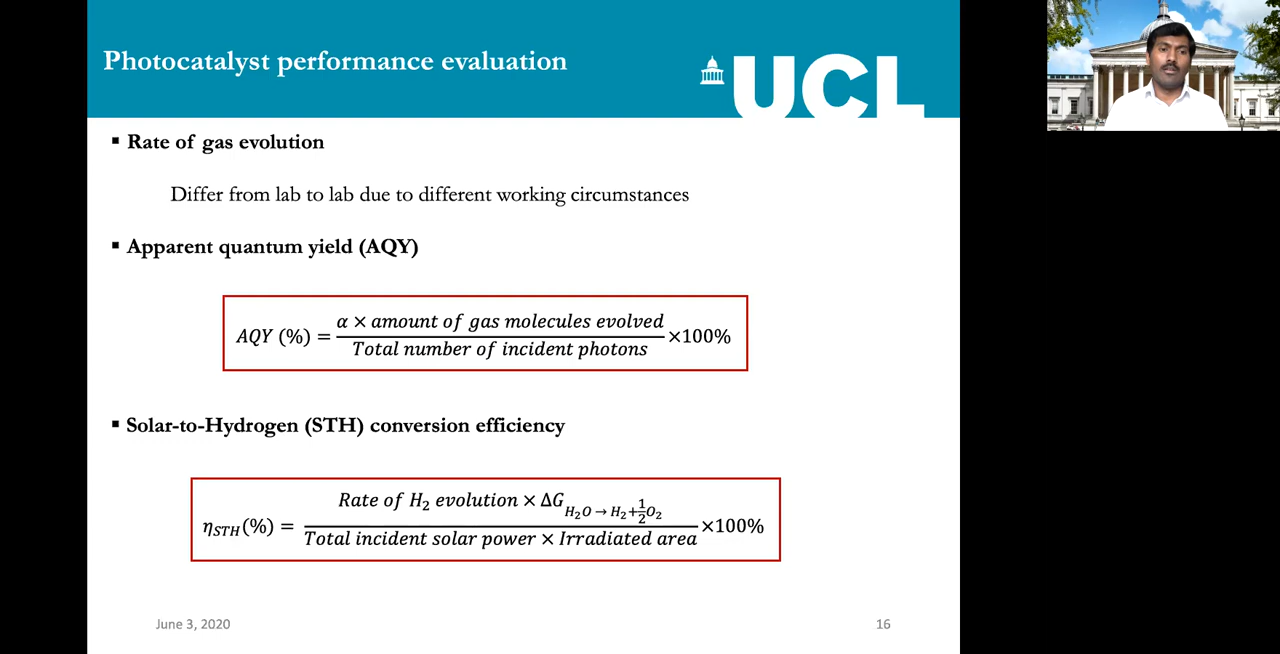 Photocatalyst performance evaluation
UCL
▪ Rate of gas evolution
Differ from lab to lab due to different working circumstances
▪ Apparent quantum yield (AQY)
AQY (%) = α × amount of gas molecules evolved / Total number of incident photons ×100%
▪ Solar-to-Hydrogen (STH) conversion efficiency
η_STH(%) = Rate of H₂ evolution × ΔG_H₂O → H₂+½O₂ / Total incident solar power × Irradiated area ×100%
June 3, 2020
16